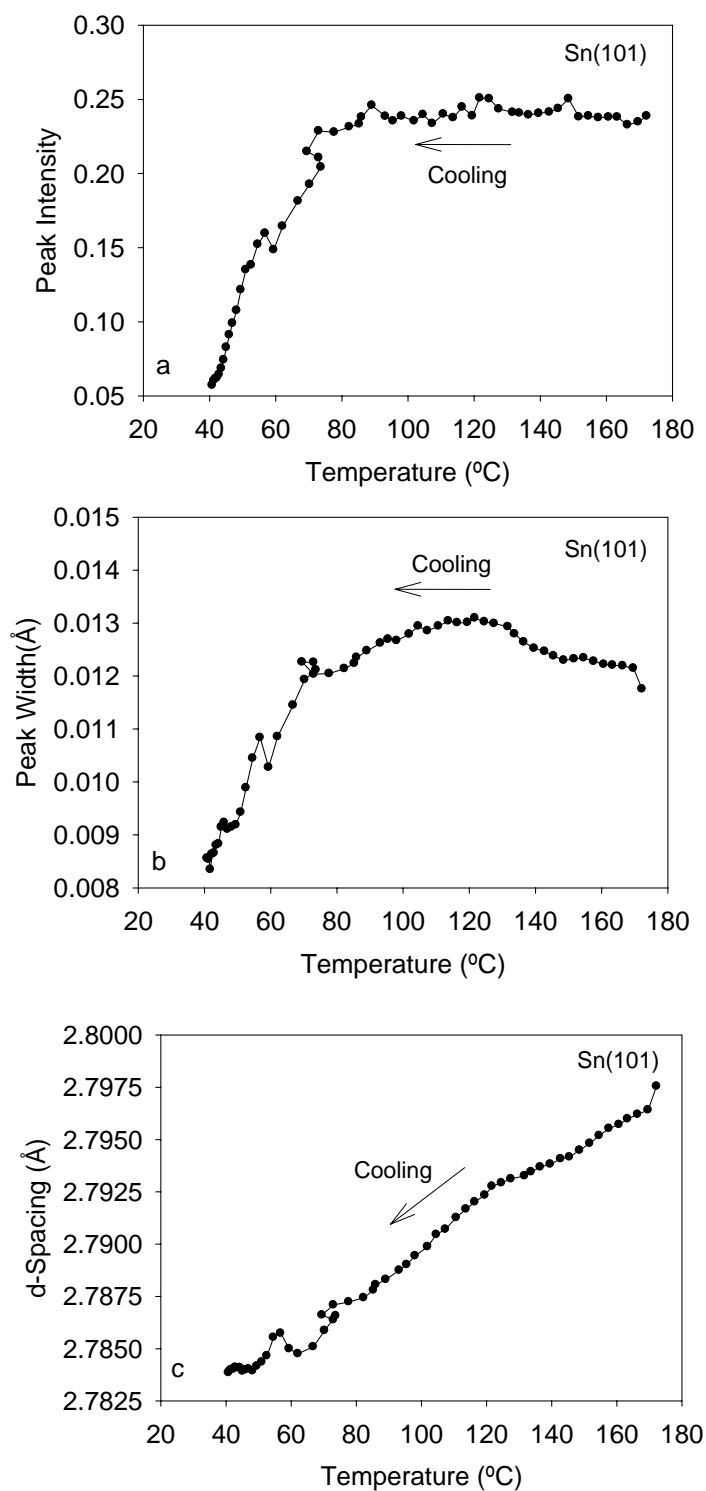 0.30
Sn(101)
0.25
0.20
Cooling
Peak Intensity
0.15
0.10
a
0.05
20 40 60 80 100 120 140 160 180
Temperature (ºC)
0.015
Sn(101)
0.014
Cooling
0.013
0.012
Peak Width(Å)
0.011
0.010
0.009
b
0.008
20 40 60 80 100 120 140 160 180
Temperature (ºC)
2.8000
Sn(101)
2.7975
2.7950
Cooling
2.7925
d-Spacing (Å)
2.7900
2.7875
2.7850
c
2.7825
20 40 60 80 100 120 140 160 180
Temperature (ºC)